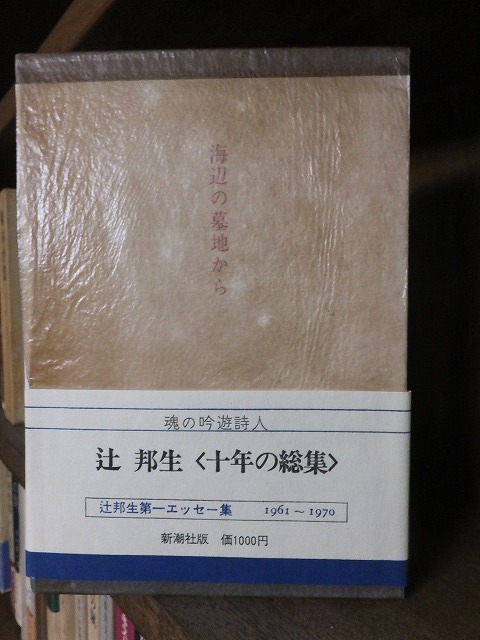 海辺の墓地から
魂の吟遊詩人
辻 邦生〈十年の総集〉
辻邦生第一エッセー集 1961～1970
新潮社版 価1000円